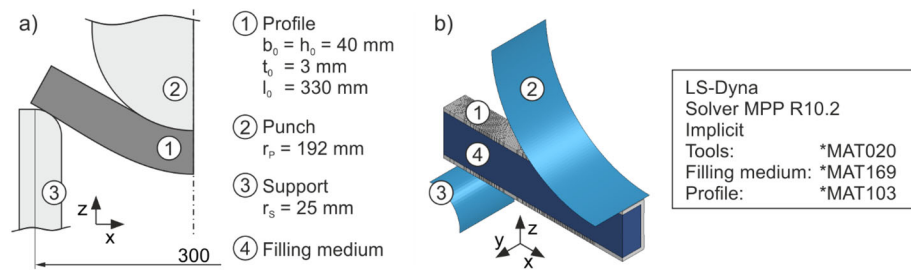 a)
① Profile
b₀ = h₀ = 40 mm
t₀ = 3 mm
l₀ = 330 mm
② Punch
rₚ = 192 mm
③ Support
r_S = 25 mm
④ Filling medium
2
1
3
z
x
300
b)
1
2
4
3
z
y
x
LS-Dyna
Solver MPP R10.2
Implicit
Tools: *MAT020
Filling medium: *MAT169
Profile: *MAT103